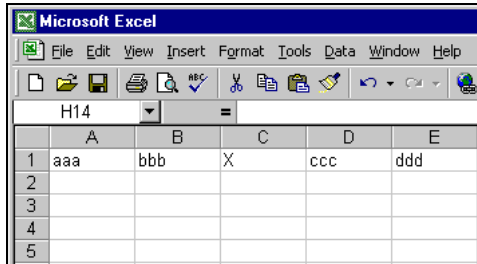 Microsoft Excel
File Edit View Insert Format Tools Data Window Help
ABC
H14 =
A B C D E
1 aaa bbb X ccc ddd
2
3
4
5